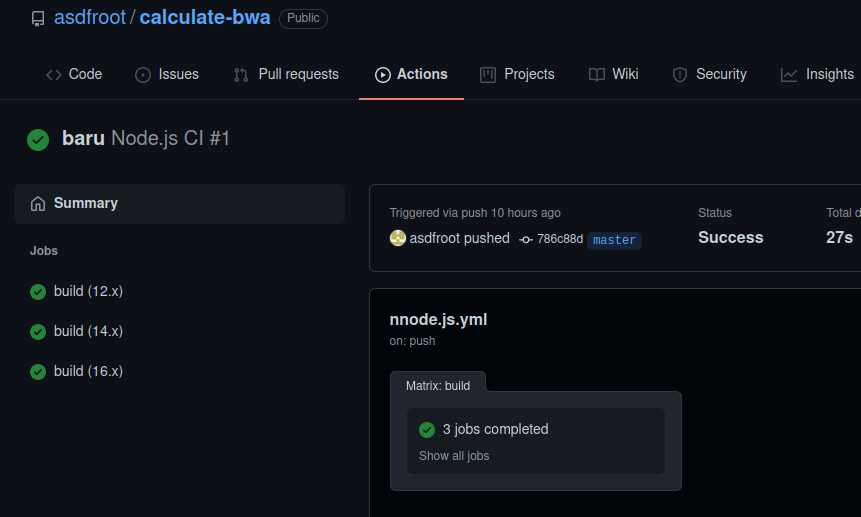 asdfroot / calculate-bwa Public
Code Issues Pull requests Actions Projects Wiki Security Insights
baru Node.js CI #1
Summary
Jobs
build (12.x)
build (14.x)
build (16.x)
Triggered via push 10 hours ago
asdfroot pushed 786c88d master
Status
Success
Total d
27s
nnode.js.yml
on: push
Matrix: build
3 jobs completed
Show all jobs